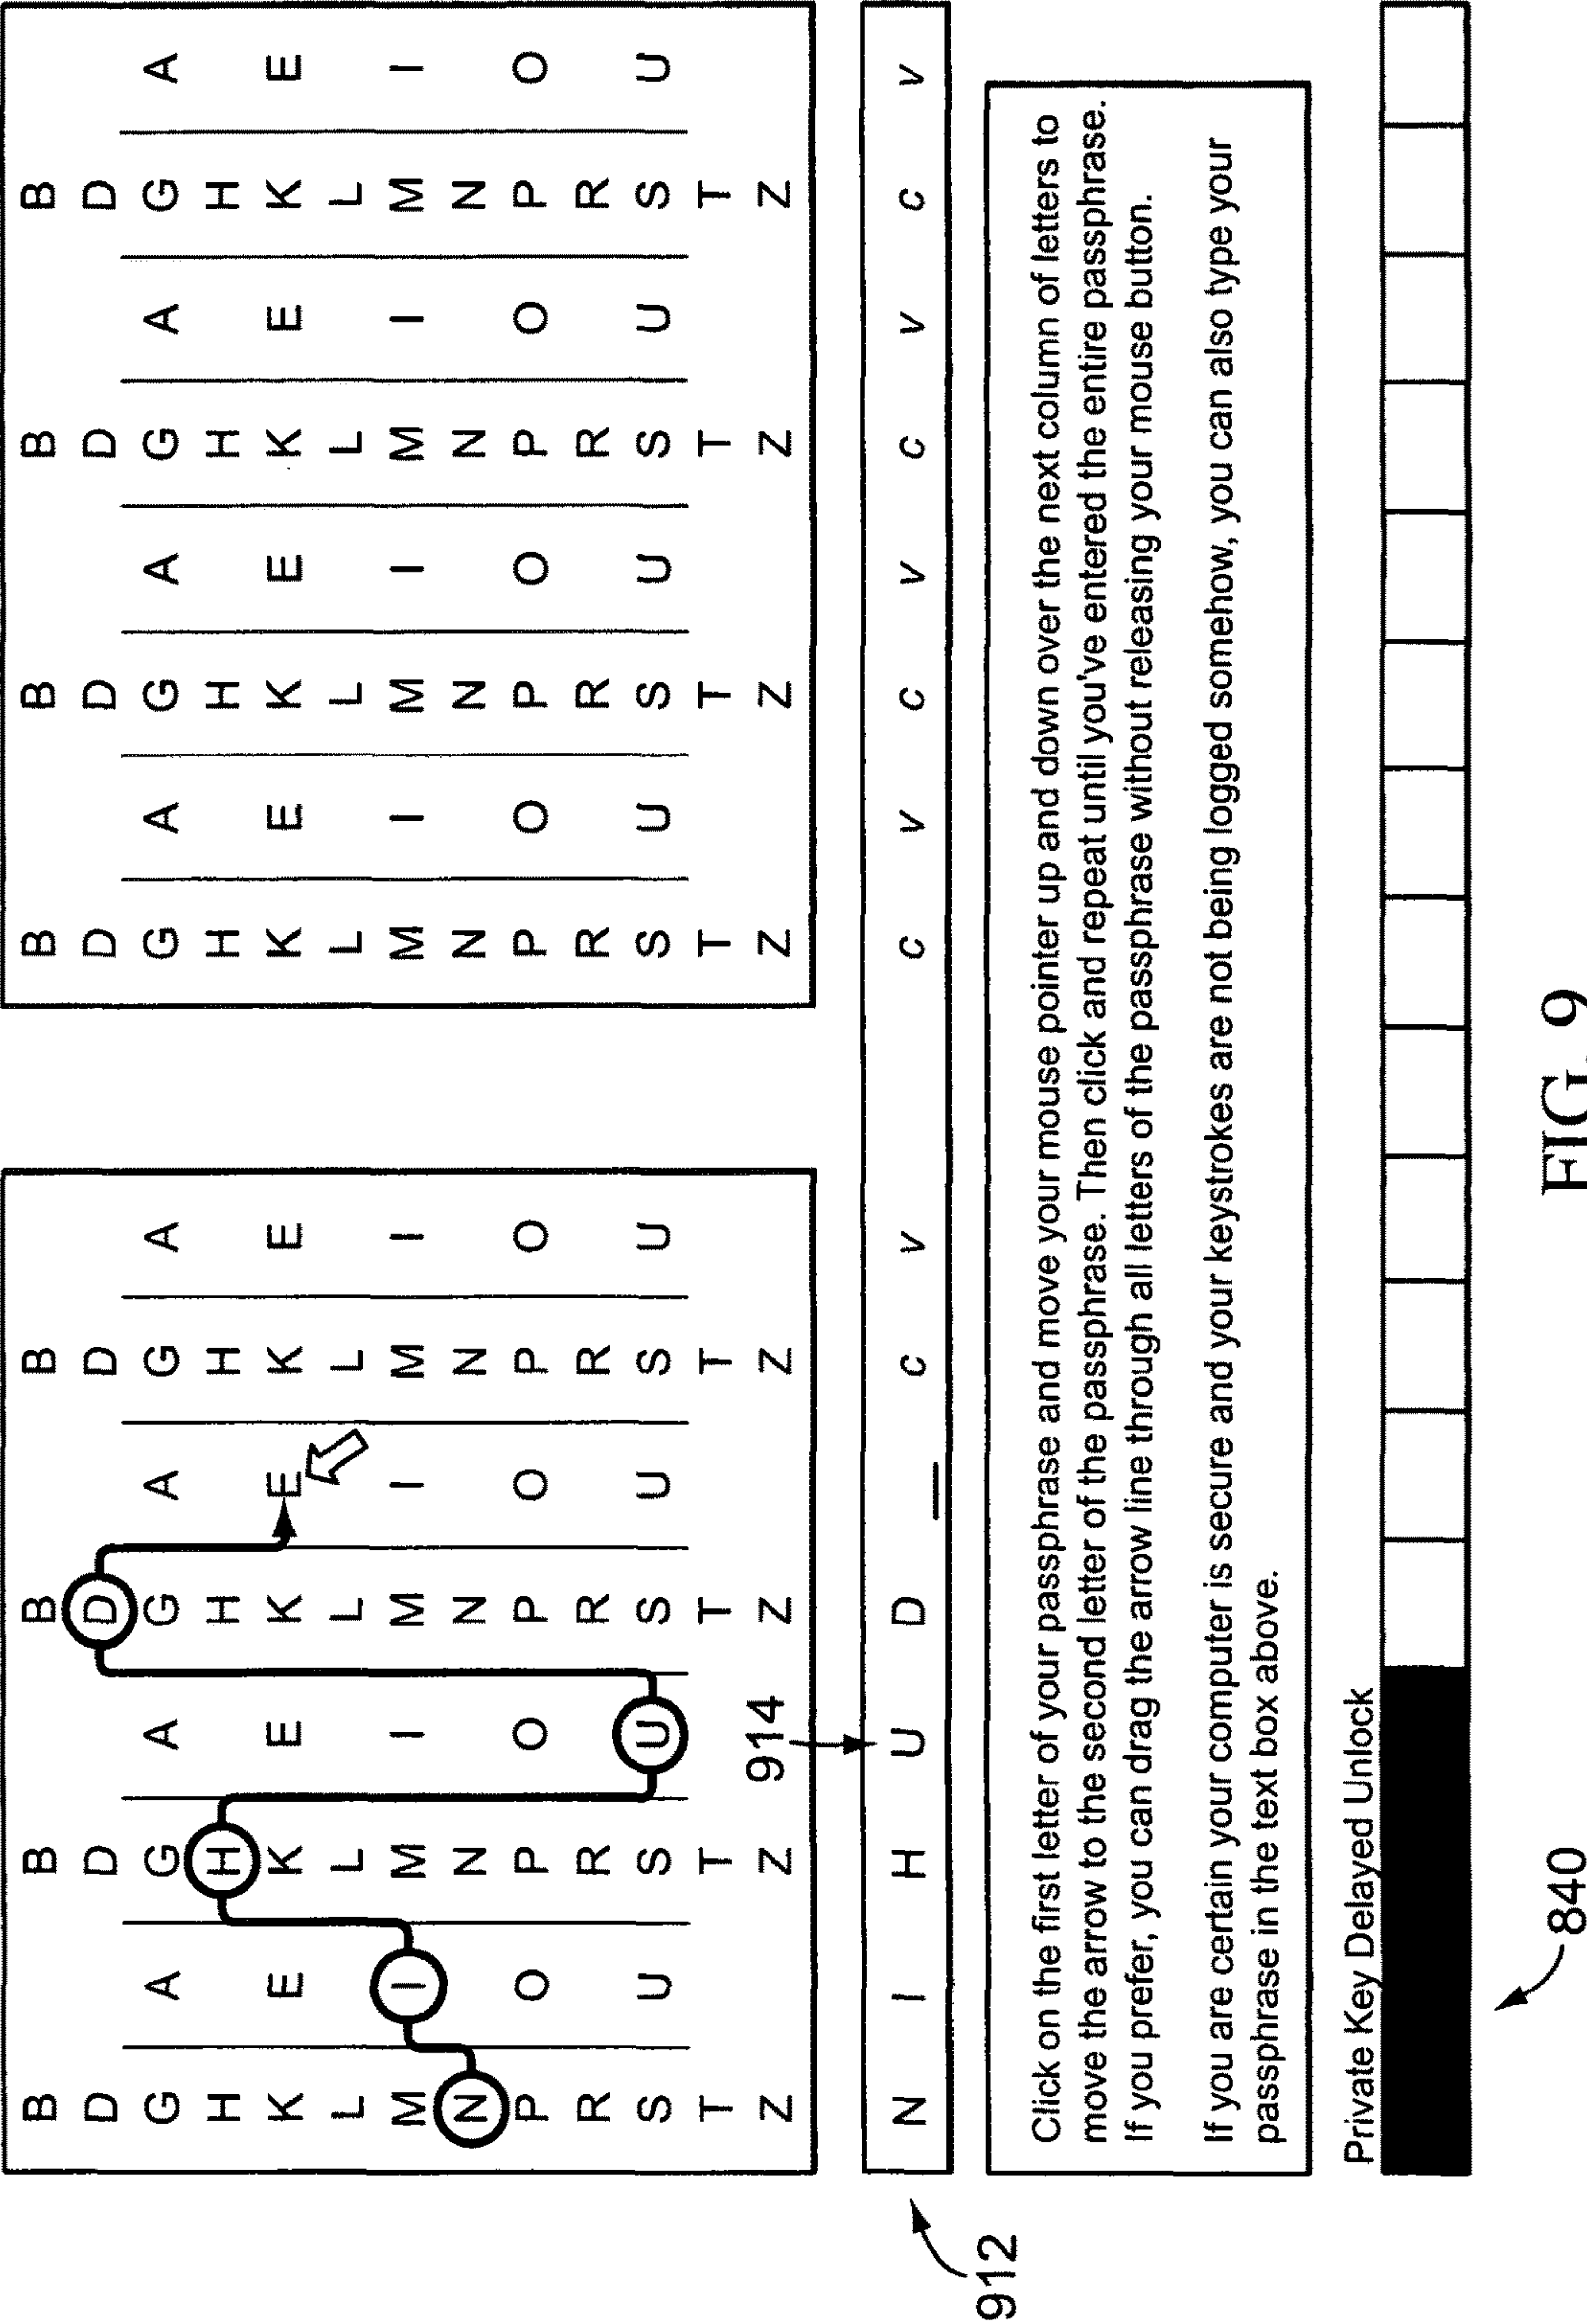 B B B B B B B B
D D D D D D D D
G A G A G A G A G A G A G A G A
H H H H H H H H
K E K E K E K E K E K E K E K E
L L L L L L L L
M I M I M I M I M I M I M I M I
N N N N N N N N
P O P O P O P O P O P O P O P O
R R R R R R R R
S U S U S U S U S U S U S U S U
T T T T T T T T
Z Z Z Z Z Z Z Z
914
N I H U D _ c v c v c v c v c v
912
Click on the first letter of your passphrase and move your mouse pointer up and down over the next column of letters to
move the arrow to the second letter of the passphrase. Then click and repeat until you've entered the entire passphrase.
If you prefer, you can drag the arrow line through all letters of the passphrase without releasing your mouse button.
If you are certain your computer is secure and your keystrokes are not being logged somehow, you can also type your
passphrase in the text box above.
Private Key Delayed Unlock
840
FIG. 9